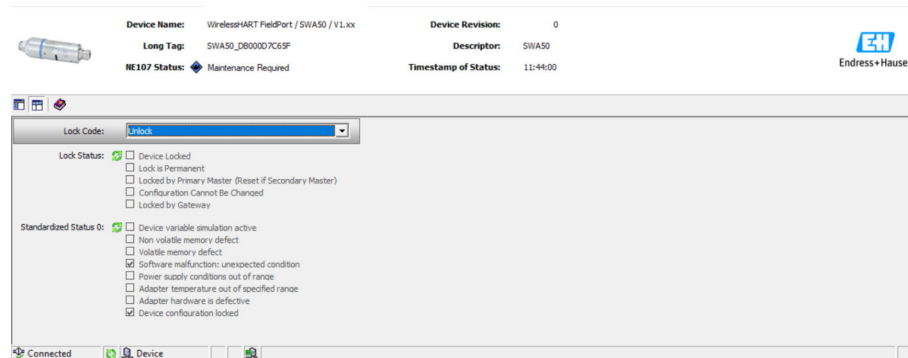 Device Name: WirelessHART FieldPort / SWA50 / V1.xx Device Revision: 0
Long Tag: SWA50_DB000D7C65F Descriptor: SWA50
NE107 Status: Maintenance Required Timestamp of Status: 11:44:00
EH
Endress+Hause
Lock Code: Unlock
Lock Status: Device Locked
Lock is Permanent
Locked by Primary Master (Reset if Secondary Master)
Configuration Cannot Be Changed
Locked by Gateway
Standardized Status 0: Device variable simulation active
Non volatile memory defect
Volatile memory defect
Software malfunction: unexpected condition
Power supply conditions out of range
Adapter temperature out of specified range
Adapter hardware is defective
Device configuration locked
Connected Device